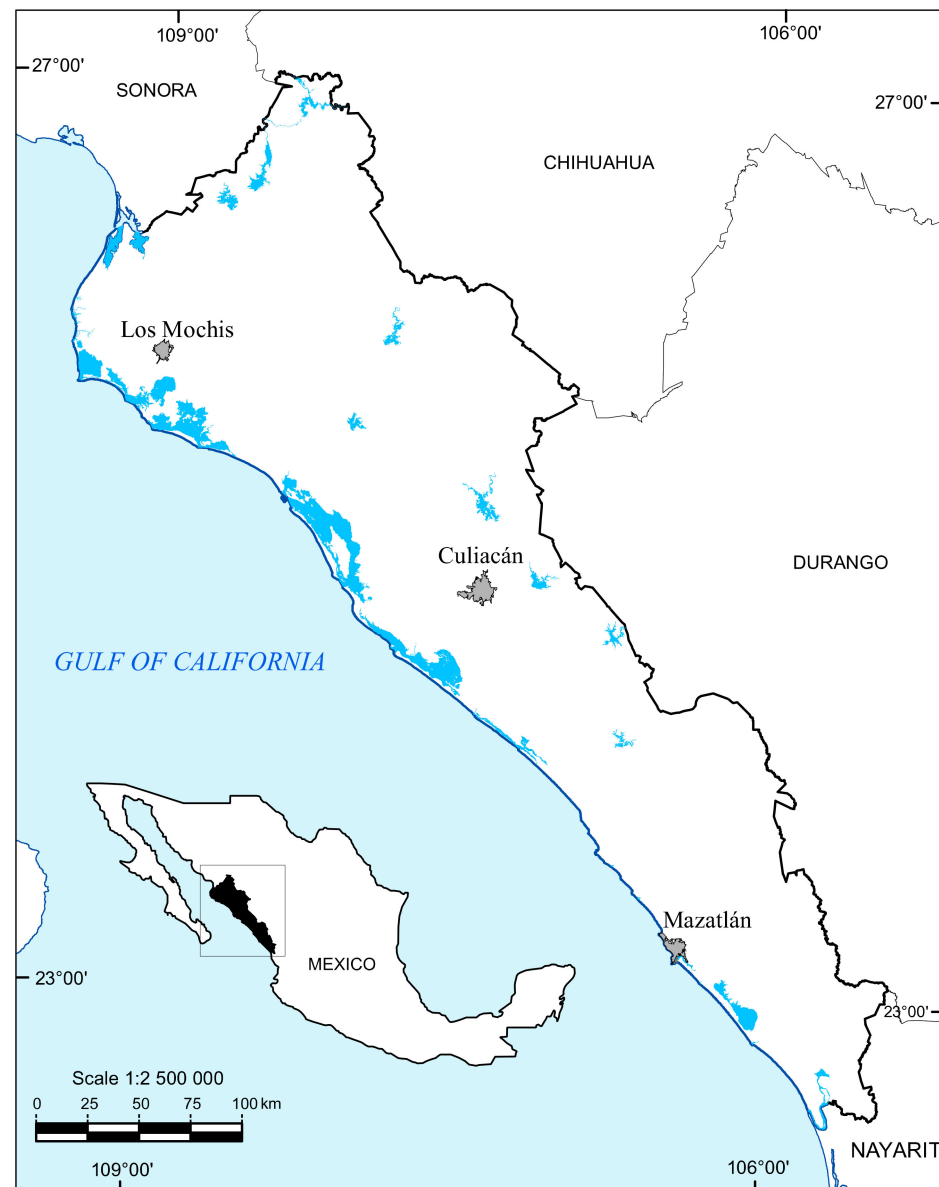 109°00'
106°00'
27°00'
SONORA
27°00'
CHIHUAHUA
Los Mochis
Culiacán
DURANGO
GULF OF CALIFORNIA
Mazatlán
MEXICO
23°00'
23°00'
Scale 1:2 500 000
0 25 50 75 100 km
NAYARIT
109°00'
106°00'